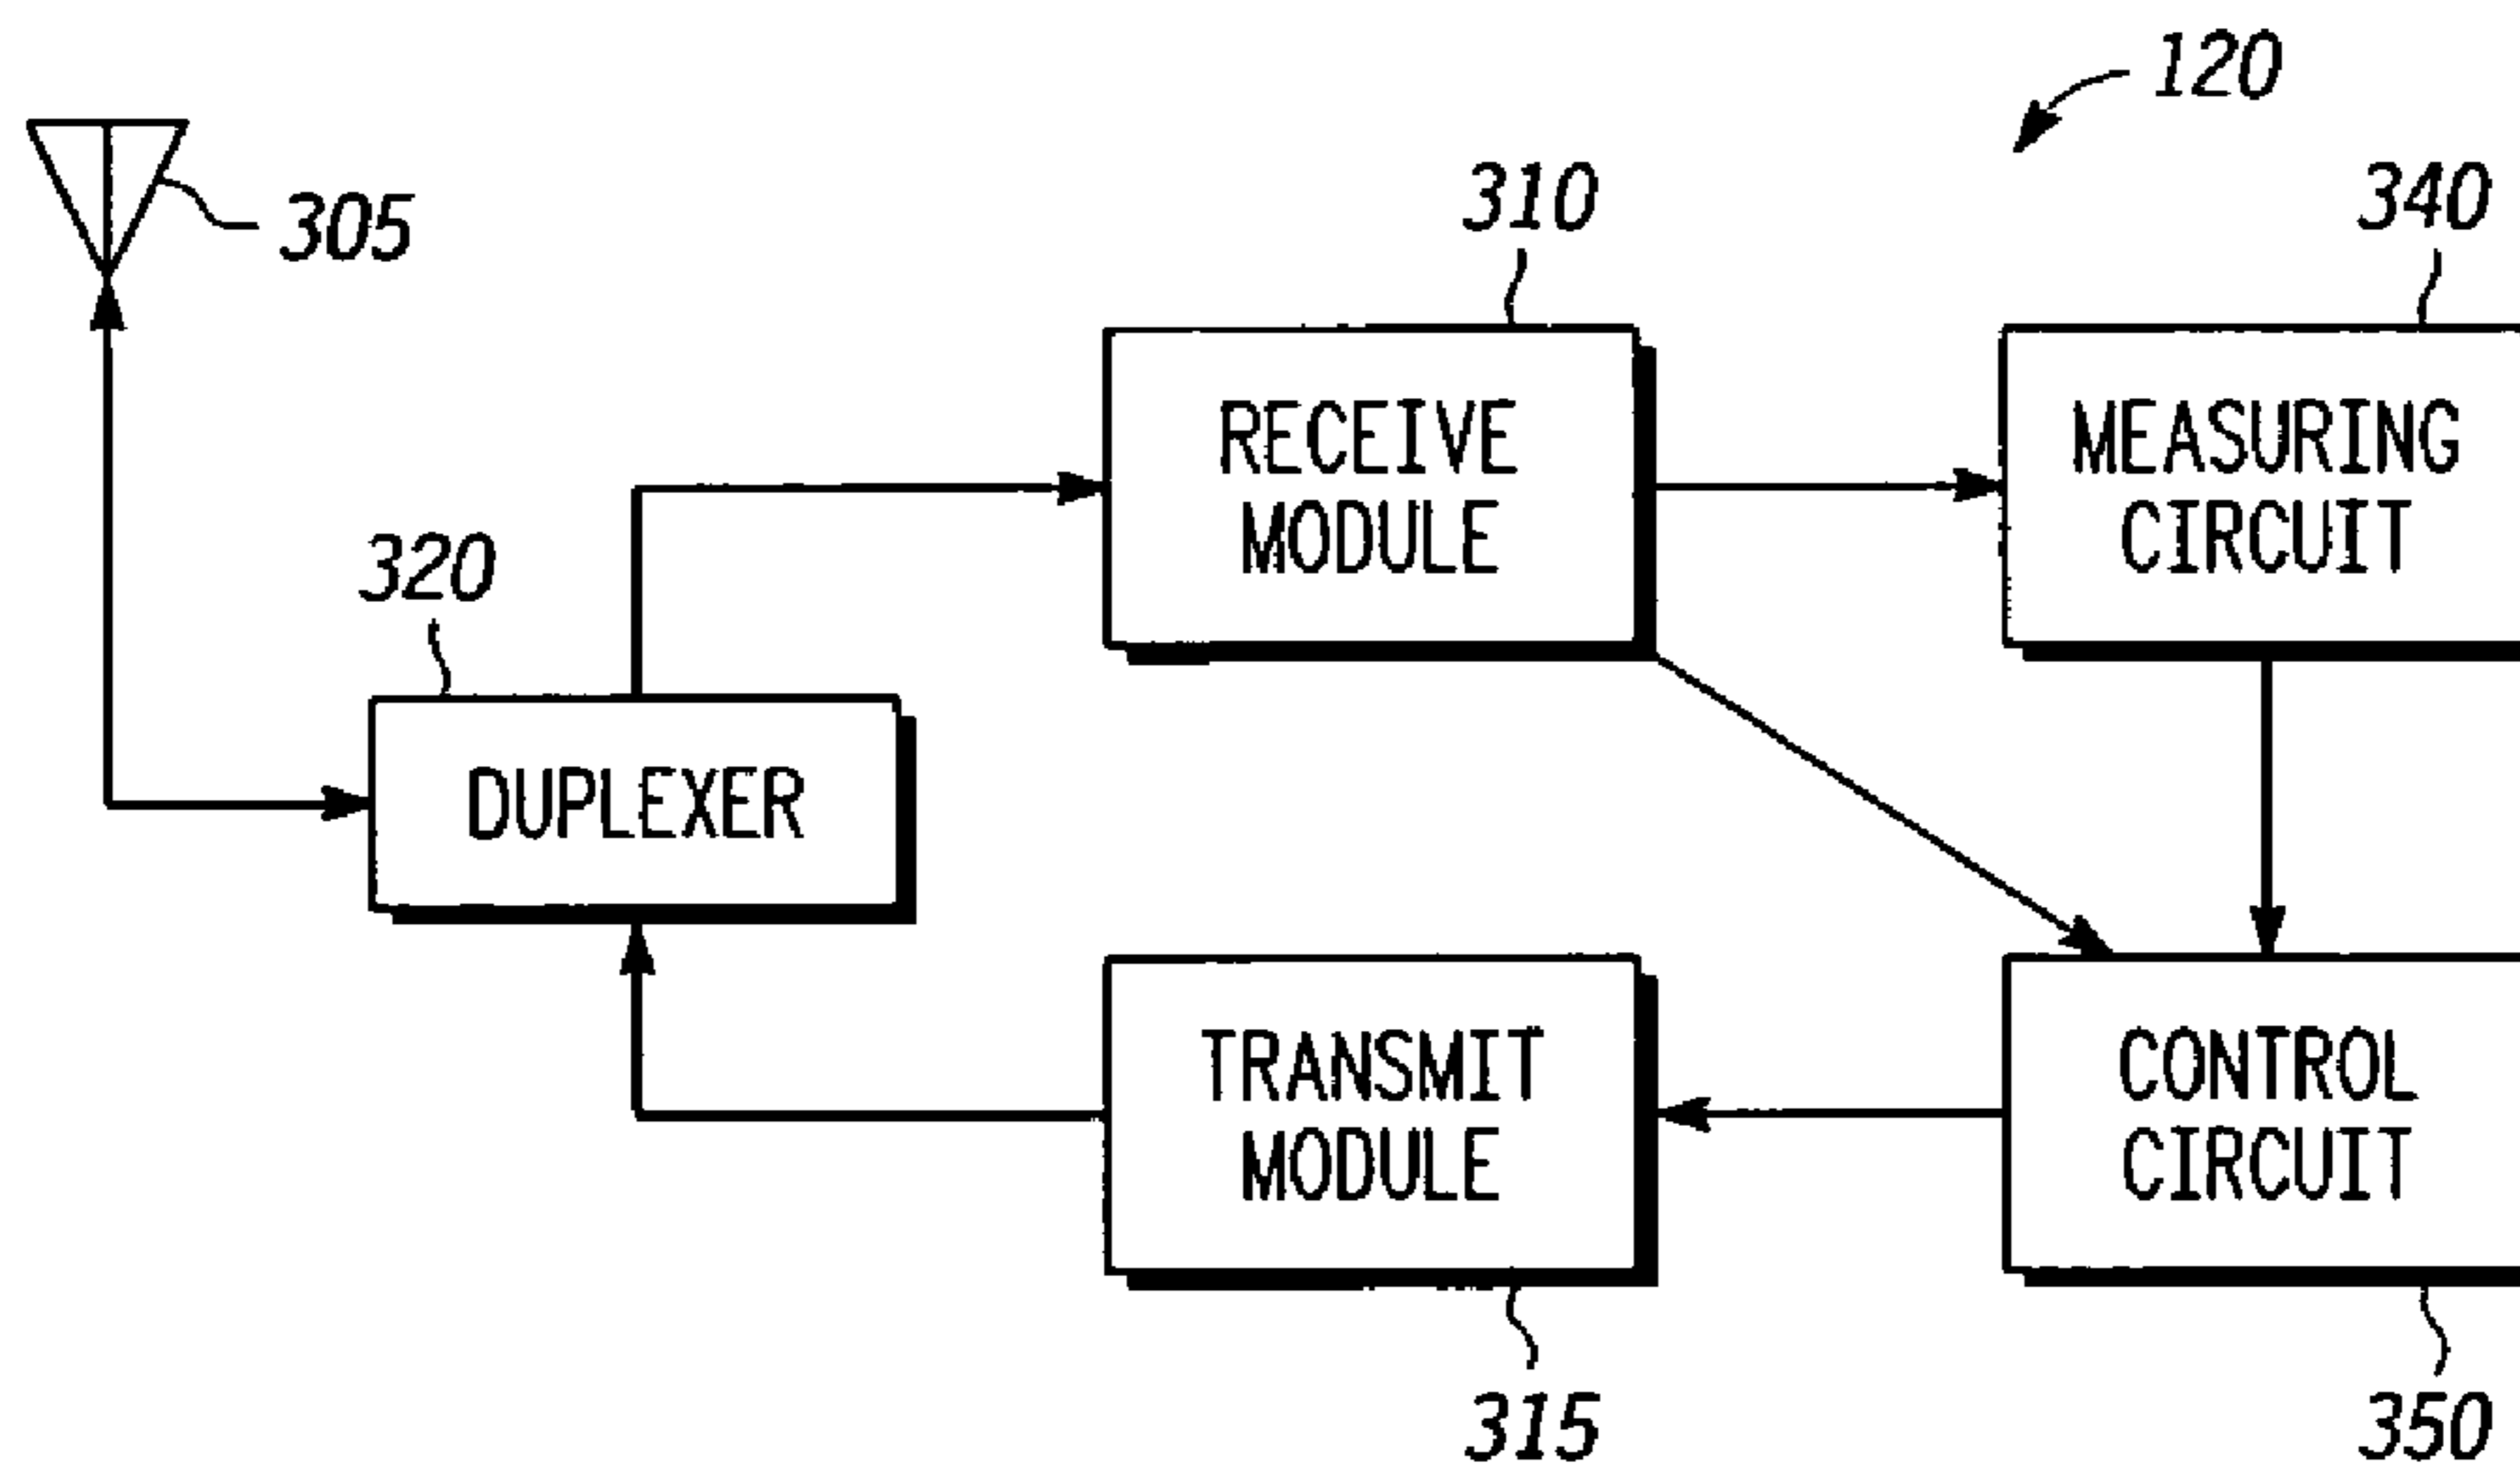 120
305
310
340
RECEIVE
MODULE
MEASURING
CIRCUIT
320
DUPLEXER
TRANSMIT
MODULE
CONTROL
CIRCUIT
315
350